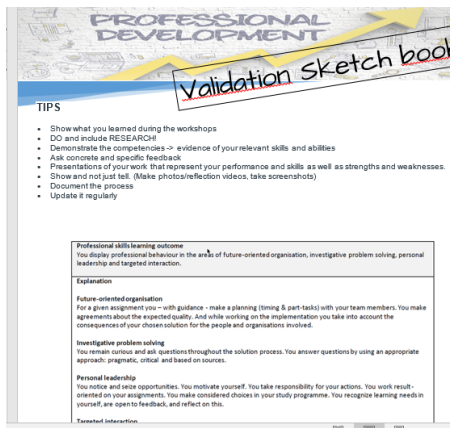 PROFESSIONAL
DEVELOPMENT
Validation Sketch book
TIPS
• Show what you learned during the workshops
• DO and include RESEARCH!
• Demonstrate the competencies -> evidence of your relevant skills and abilities
• Ask concrete and specific feedback
• Presentations of your work that represent your performance and skills as well as strengths and weaknesses.
• Show and not just tell. (Make photos/reflection videos, take screenshots)
• Document the process
• Update it regularly
Professional skills learning outcome
You display professional behaviour in the areas of future-oriented organisation, investigative problem solving, personal
leadership and targeted interaction.
Explanation
Future-oriented organisation
For a given assignment you – with guidance - make a planning (timing & part-tasks) with your team members. You make
agreements about the expected quality. And while working on the implementation you take into account the
consequences of your chosen solution for the people and organisations involved.
Investigative problem solving
You remain curious and ask questions throughout the solution process. You answer questions by using an appropriate
approach: pragmatic, critical and based on sources.
Personal leadership
You notice and seize opportunities. You motivate yourself. You take responsibility for your actions. You work result-
oriented on your assignments. You make considered choices in your study programme. You recognize learning needs in
yourself, are open to feedback, and reflect on this.
Targeted interaction